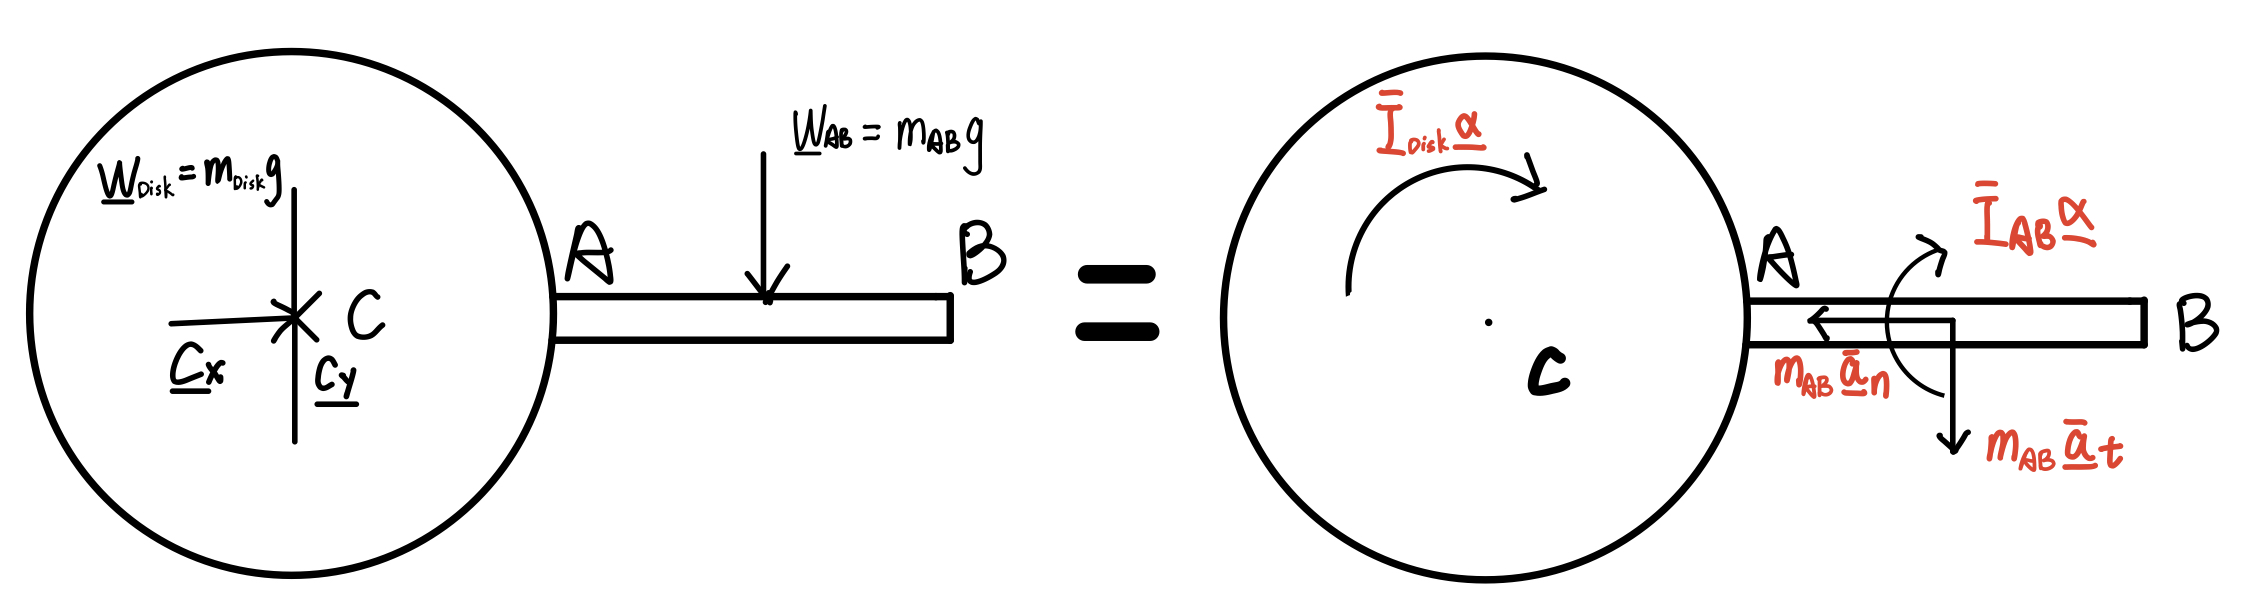 W_Disk = m_Disk g
C
C_x
C_y
A
W_AB = m_AB g
B
=
Ī_Disk α
C
A
Ī_AB α
B
m_AB ā_n
m_AB ā_t